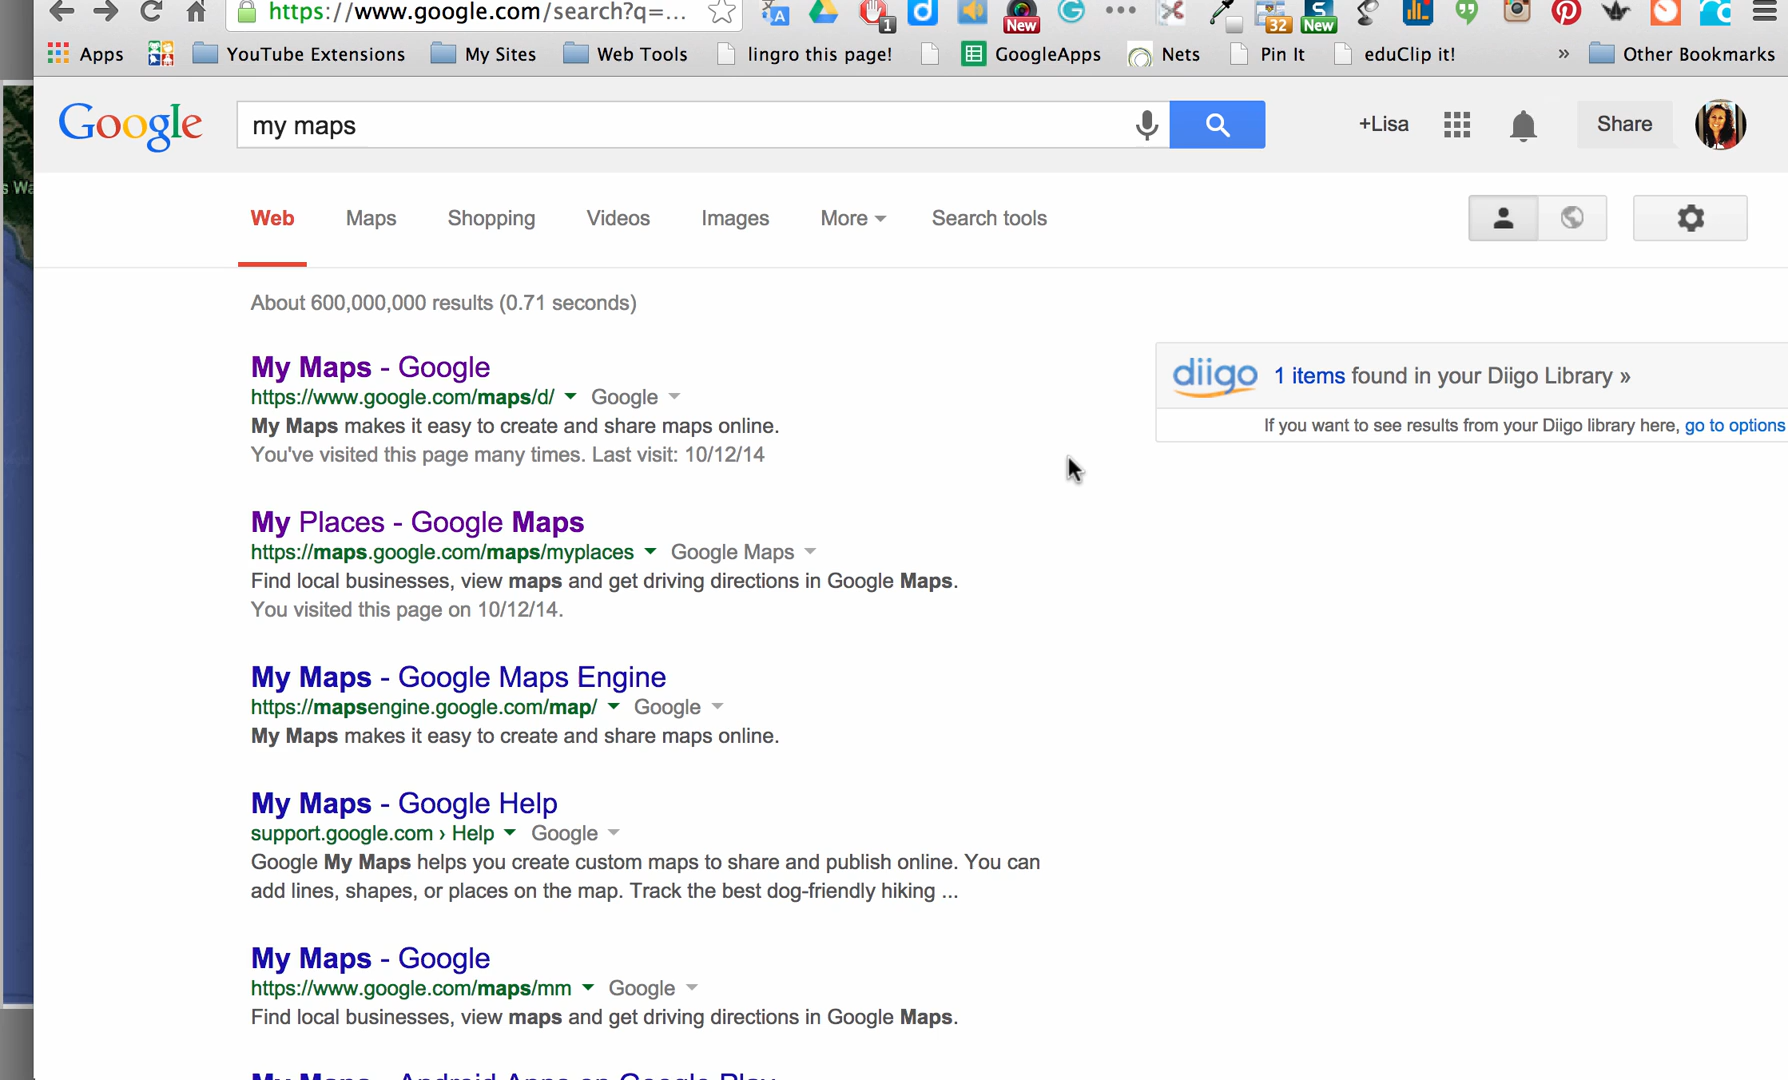 https://www.google.com/search?q=...
1
New
32
New
Apps
YouTube Extensions
My Sites
Web Tools
lingro this page!
GoogleApps
Nets
Pin It
eduClip it!
»
Other Bookmarks
Google
my maps
+Lisa
Share
Web
Maps
Shopping
Videos
Images
More
Search tools
About 600,000,000 results (0.71 seconds)
My Maps - Google
https://www.google.com/maps/d/ Google
My Maps makes it easy to create and share maps online.
You've visited this page many times. Last visit: 10/12/14
diigo 1 items found in your Diigo Library »
If you want to see results from your Diigo library here, go to options
My Places - Google Maps
https://maps.google.com/maps/myplaces Google Maps
Find local businesses, view maps and get driving directions in Google Maps.
You visited this page on 10/12/14.
My Maps - Google Maps Engine
https://mapsengine.google.com/map/ Google
My Maps makes it easy to create and share maps online.
My Maps - Google Help
support.google.com › Help Google
Google My Maps helps you create custom maps to share and publish online. You can
add lines, shapes, or places on the map. Track the best dog-friendly hiking ...
My Maps - Google
https://www.google.com/maps/mm Google
Find local businesses, view maps and get driving directions in Google Maps.
My Maps - Android Apps on Google Play